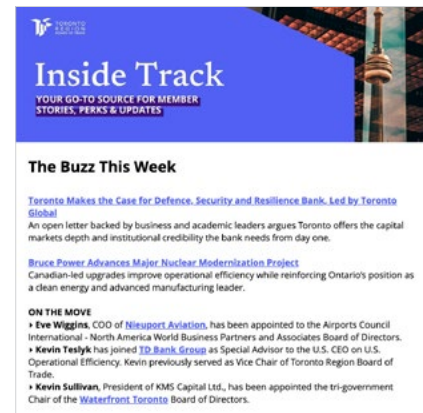 TORONTO
REGION
BOARD OF TRADE
Inside Track
YOUR GO-TO SOURCE FOR MEMBER
STORIES, PERKS & UPDATES
The Buzz This Week
Toronto Makes the Case for Defence, Security and Resilience Bank, Led by Toronto
Global
An open letter backed by business and academic leaders argues Toronto offers the capital
markets depth and institutional credibility the bank needs from day one.
Bruce Power Advances Major Nuclear Modernization Project
Canadian-led upgrades improve operational efficiency while reinforcing Ontario's position as
a clean energy and advanced manufacturing leader.
ON THE MOVE
‣ Eve Wiggins, COO of Nieuport Aviation, has been appointed to the Airports Council
International - North America World Business Partners and Associates Board of Directors.
‣ Kevin Teslyk has joined TD Bank Group as Special Advisor to the U.S. CEO on U.S.
Operational Efficiency. Kevin previously served as Vice Chair of Toronto Region Board of
Trade.
‣ Kevin Sullivan, President of KMS Capital Ltd., has been appointed the tri-government
Chair of the Waterfront Toronto Board of Directors.